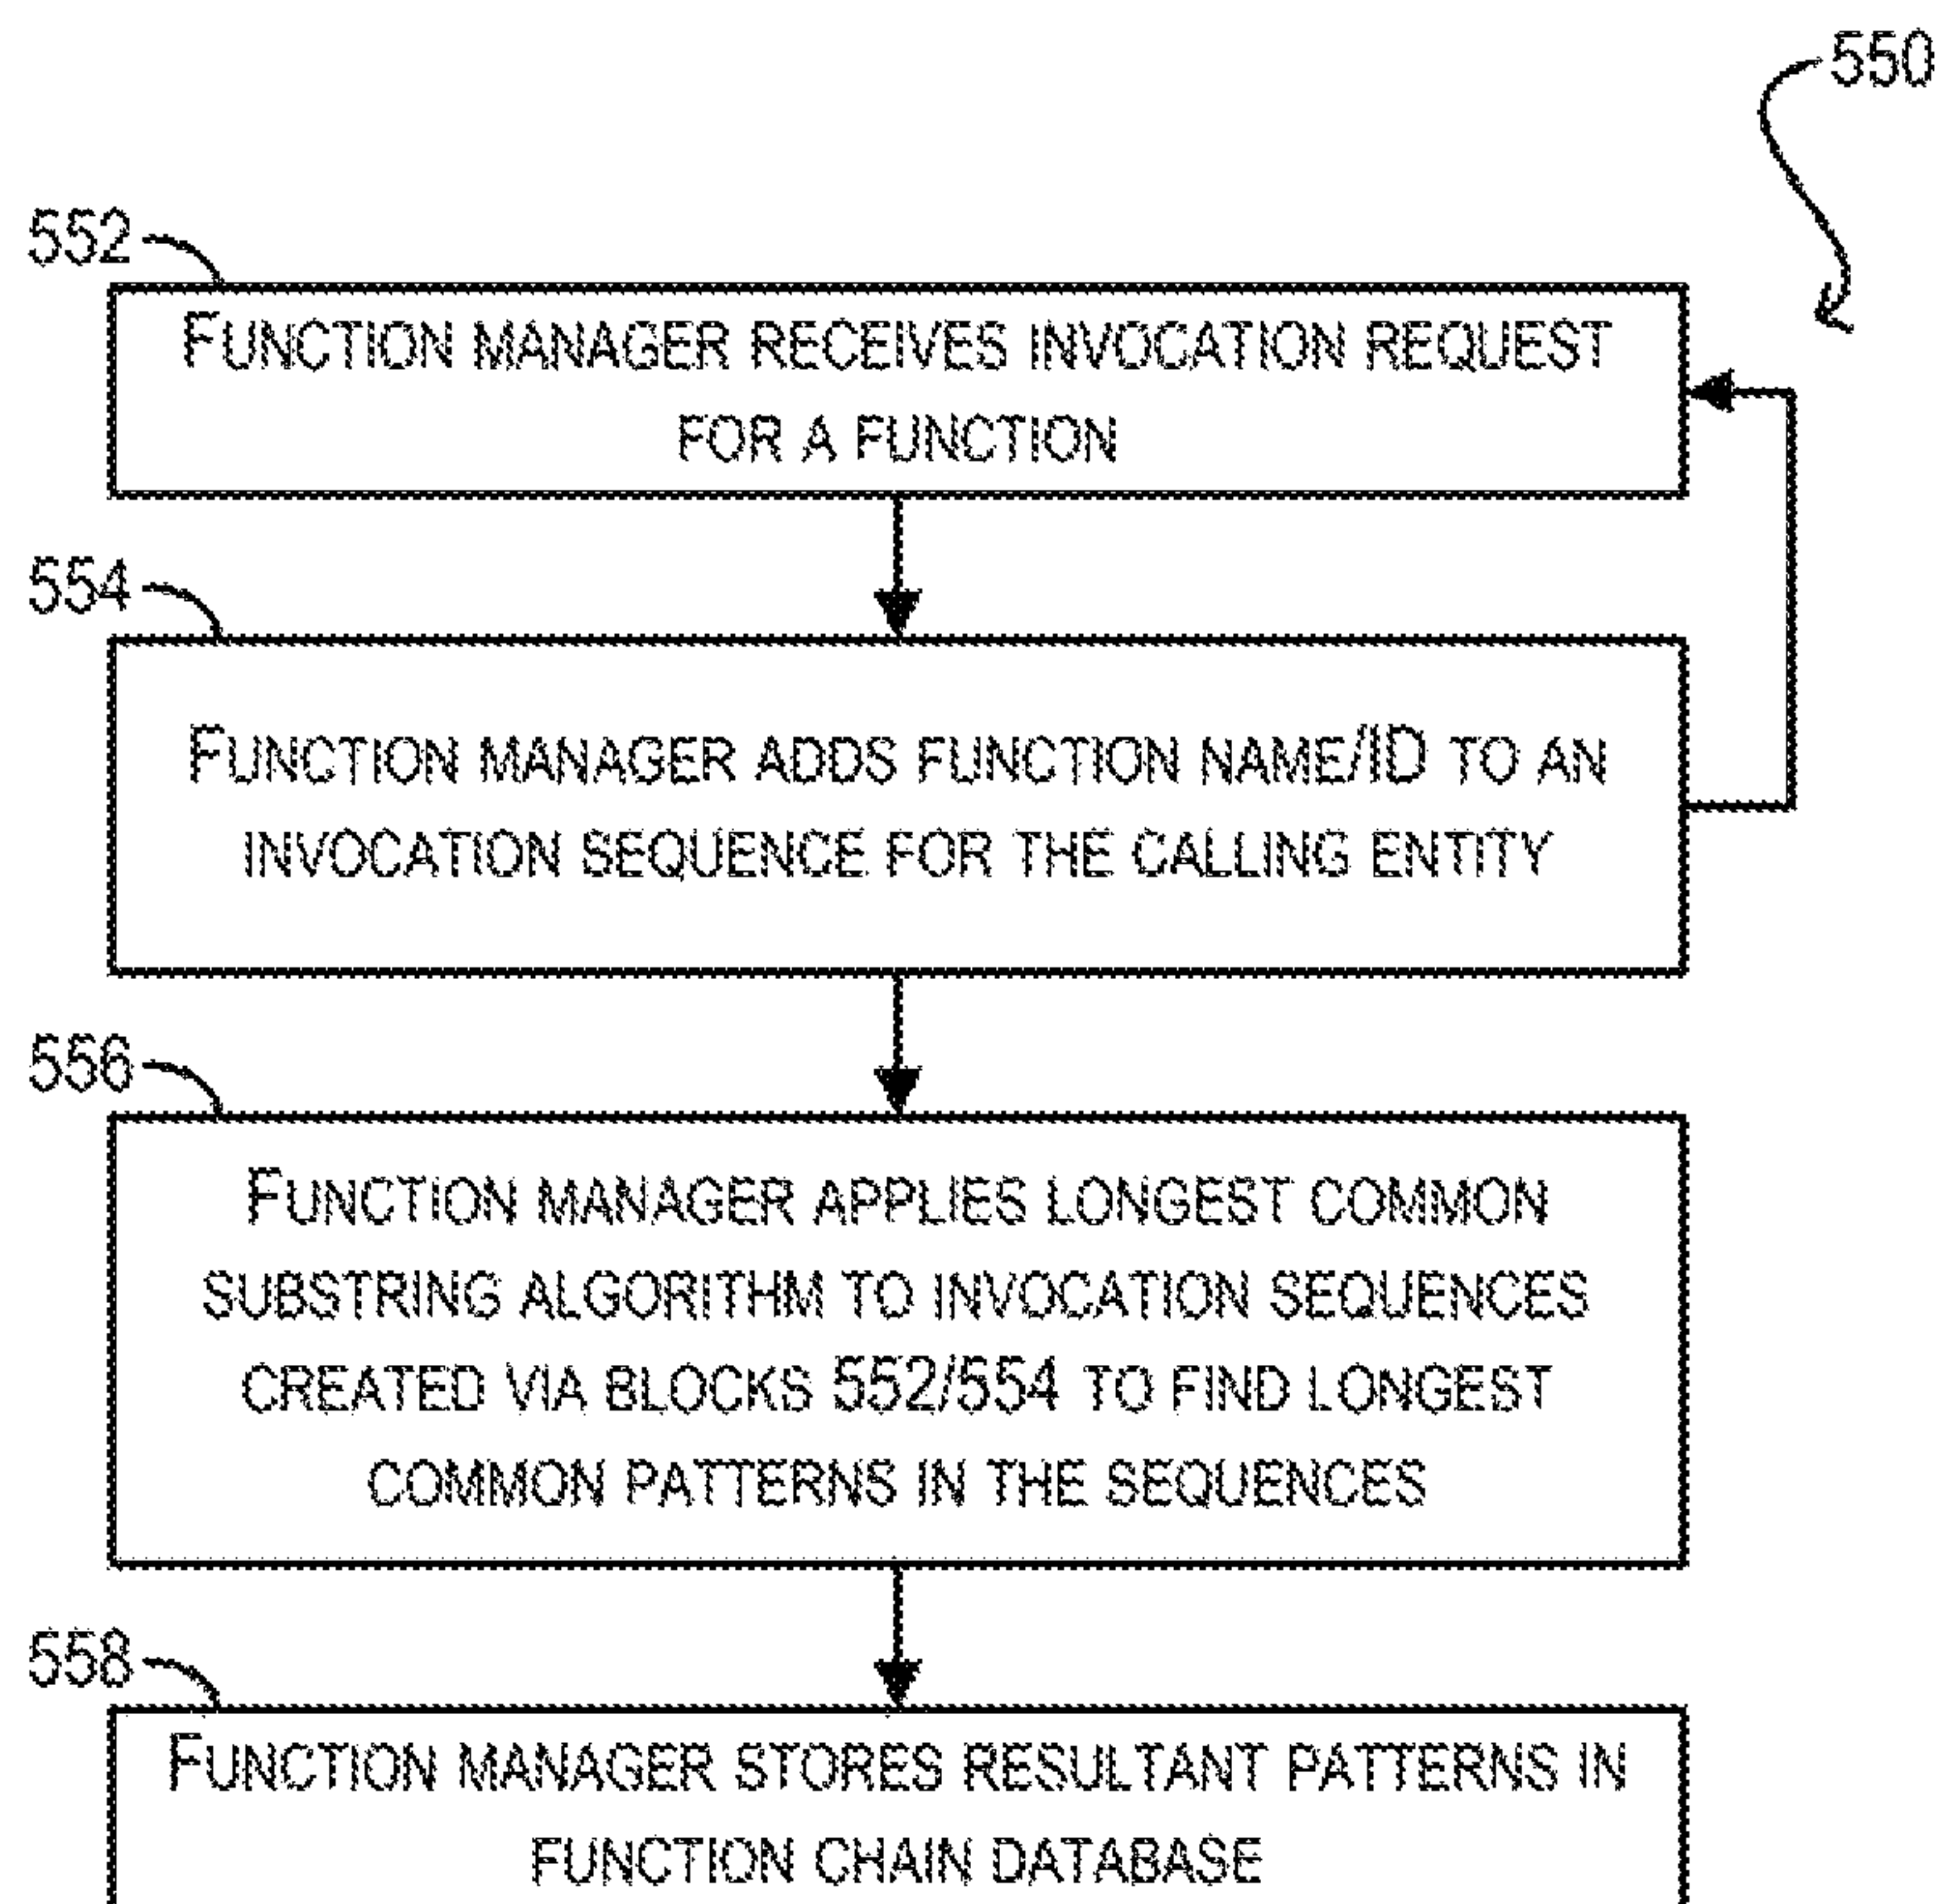 550
552
FUNCTION MANAGER RECEIVES INVOCATION REQUEST
FOR A FUNCTION
554
FUNCTION MANAGER ADDS FUNCTION NAME/ID TO AN
INVOCATION SEQUENCE FOR THE CALLING ENTITY
556
FUNCTION MANAGER APPLIES LONGEST COMMON
SUBSTRING ALGORITHM TO INVOCATION SEQUENCES
CREATED VIA BLOCKS 552/554 TO FIND LONGEST
COMMON PATTERNS IN THE SEQUENCES
558
FUNCTION MANAGER STORES RESULTANT PATTERNS IN
FUNCTION CHAIN DATABASE